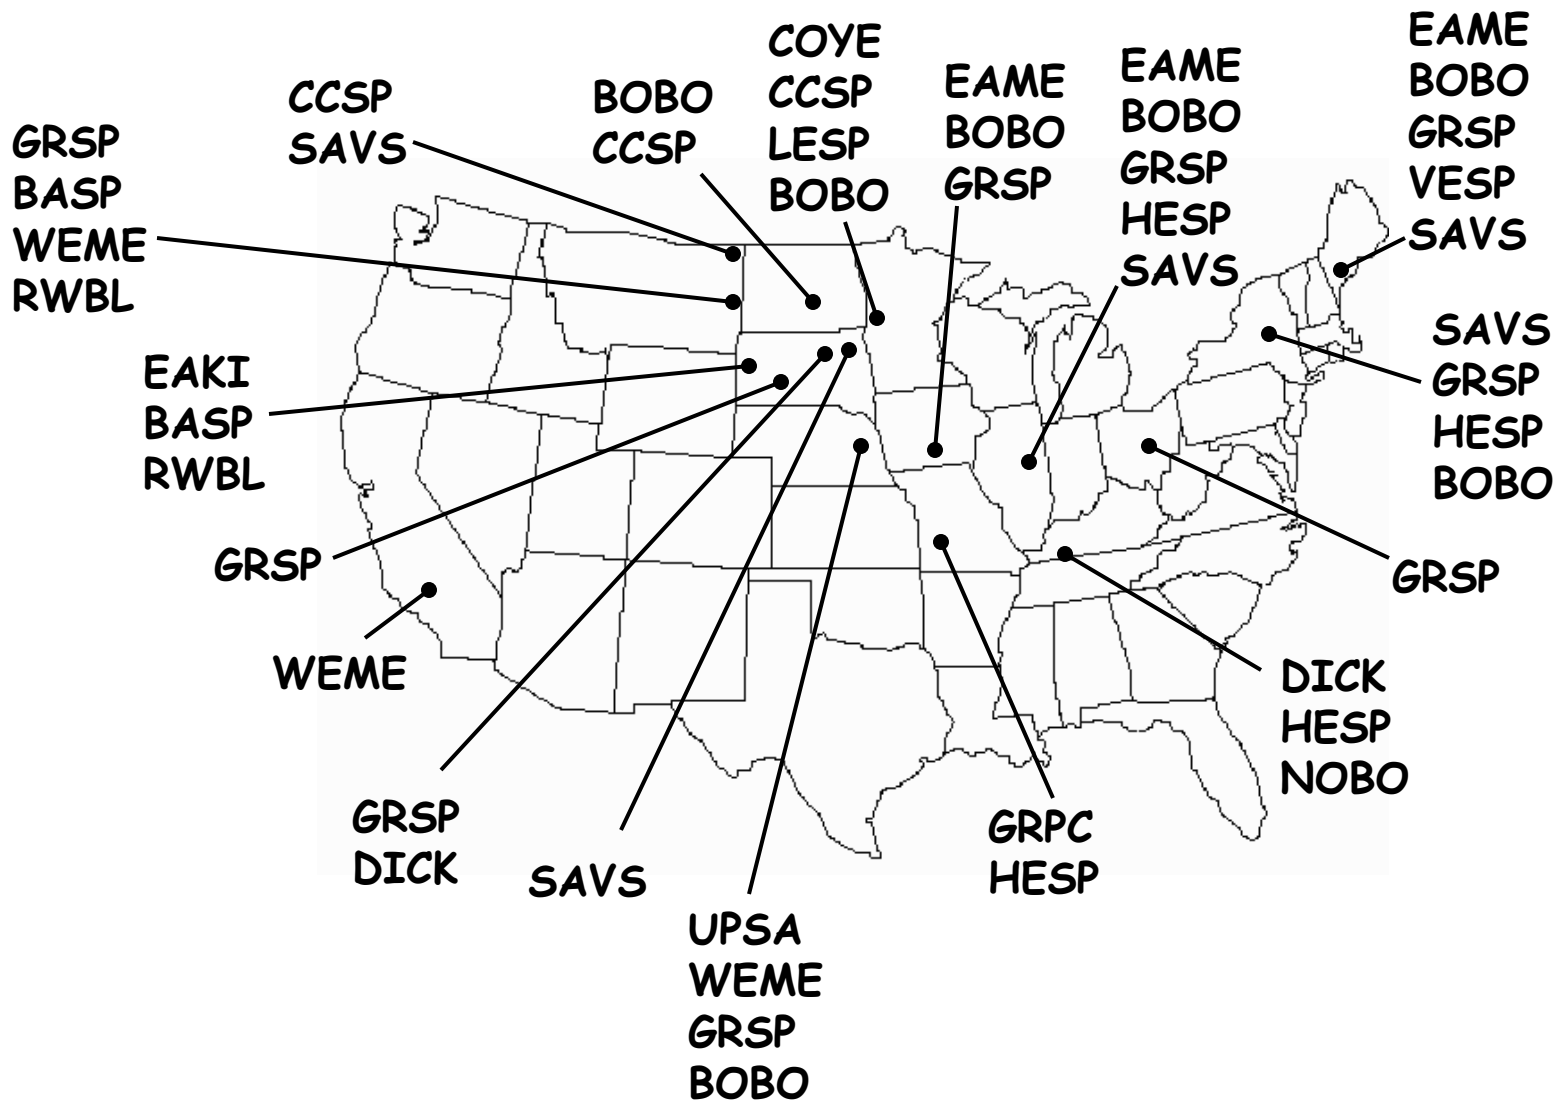 CCSP
SAVS
GRSP
BASP
WEME
RWBL
BOBO
CCSP
COYE
CCSP
LESP
BOBO
EAME
BOBO
GRSP
EAME
BOBO
GRSP
HESP
SAVS
EAME
BOBO
GRSP
VESP
SAVS
SAVS
GRSP
HESP
BOBO
EAKI
BASP
RWBL
GRSP
GRSP
WEME
DICK
HESP
NOBO
GRSP
DICK
SAVS
GRPC
HESP
UPSA
WEME
GRSP
BOBO